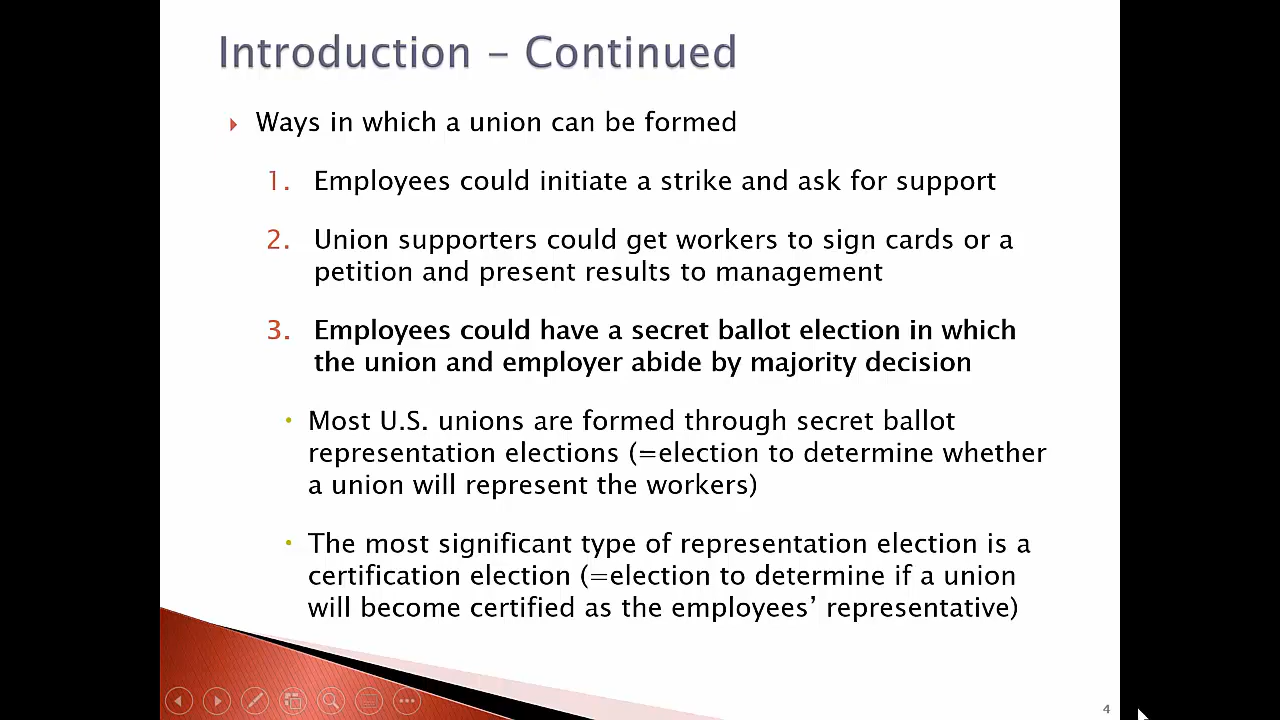 Introduction – Continued
Ways in which a union can be formed
1. Employees could initiate a strike and ask for support
2. Union supporters could get workers to sign cards or a
petition and present results to management
3. Employees could have a secret ballot election in which
the union and employer abide by majority decision
• Most U.S. unions are formed through secret ballot
representation elections (=election to determine whether
a union will represent the workers)
• The most significant type of representation election is a
certification election (=election to determine if a union
will become certified as the employees’ representative)
4